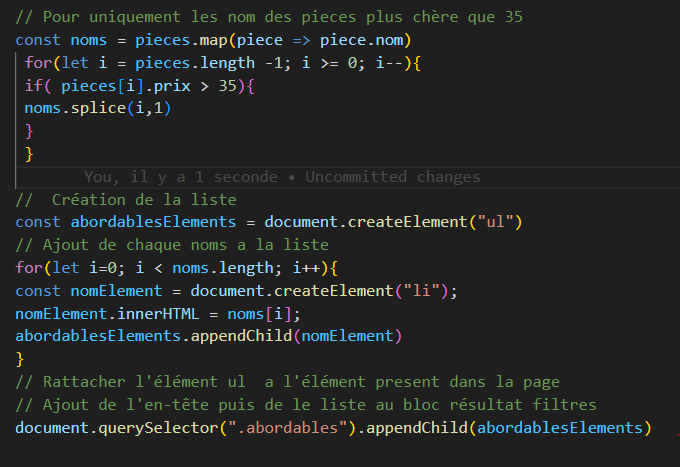 // Pour uniquement les nom des pieces plus chère que 35
const noms = pieces.map(piece => piece.nom)
for(let i = pieces.length -1; i >= 0; i--){
if( pieces[i].prix > 35){
noms.splice(i,1)
}
}
You, il y a 1 seconde • Uncommitted changes
//  Création de la liste
const abordablesElements = document.createElement("ul")
// Ajout de chaque noms a la liste
for(let i=0; i < noms.length; i++){
const nomElement = document.createElement("li");
nomElement.innerHTML = noms[i];
abordablesElements.appendChild(nomElement)
}
// Rattacher l'élément ul  a l'élément present dans la page
// Ajout de l'en-tête puis de le liste au bloc résultat filtres
document.querySelector(".abordables").appendChild(abordablesElements)